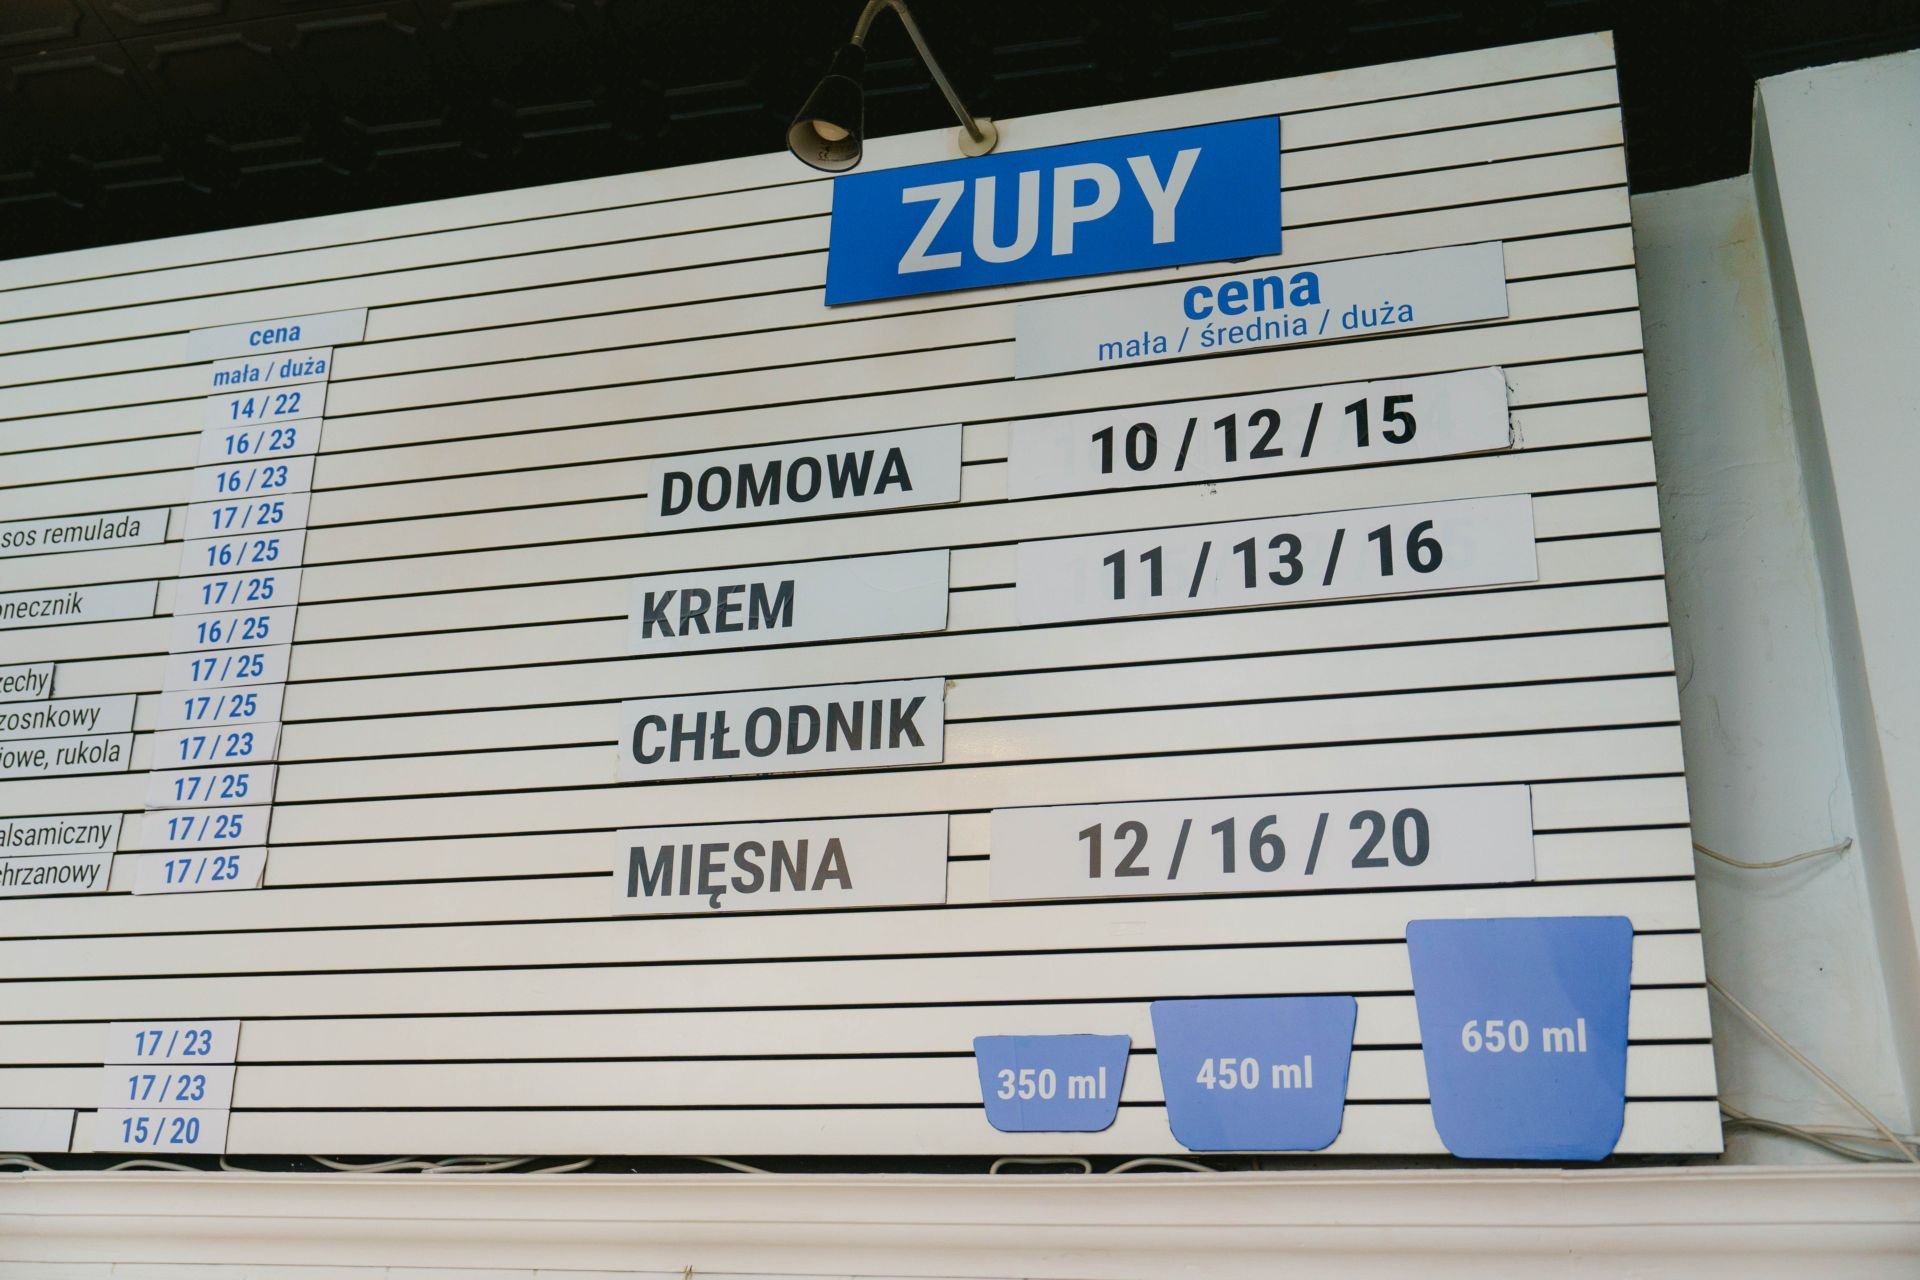 cena
mała / duża
14 / 22
16 / 23
16 / 23
sos remulada 17 / 25
16 / 25
17 / 25
16 / 25
17 / 25
17 / 25
rukola 17 / 23
17 / 25
17 / 25
17 / 25
17 / 23
17 / 23
15 / 20
ZUPY
cena
mała / średnia / duża
DOMOWA 10 / 12 / 15
KREM 11 / 13 / 16
CHŁODNIK
MIĘSNA 12 / 16 / 20
350 ml 450 ml 650 ml